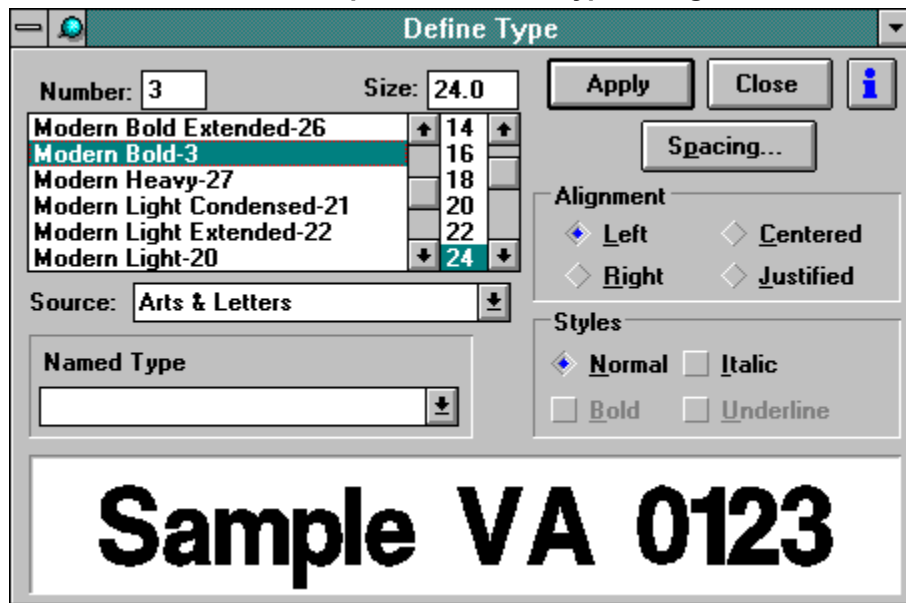 Define Type
Number: 3
Size: 24.0
Apply
Close
i
Modern Bold Extended-26
Modern Bold-3
Modern Heavy-27
Modern Light Condensed-21
Modern Light Extended-22
Modern Light-20
14
16
18
20
22
24
Spacing...
Alignment
Left
Centered
Right
Justified
Source: Arts & Letters
Styles
Normal
Italic
Bold
Underline
Named Type
Sample VA 0123